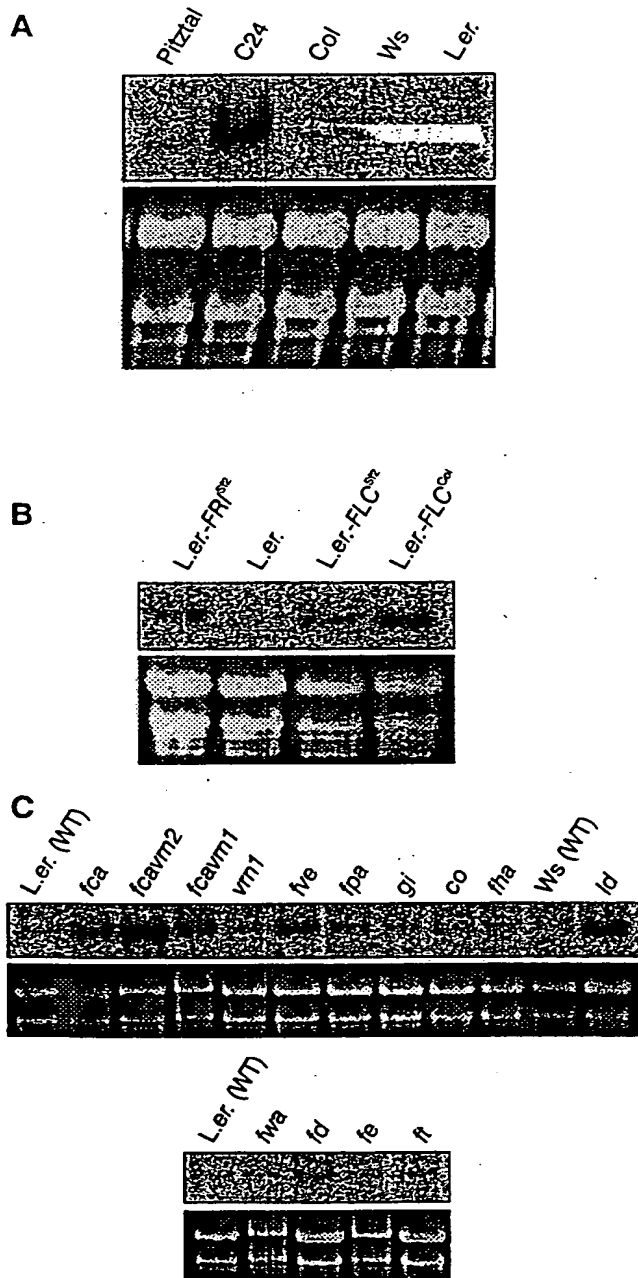 A
Pitztal C24 Col Ws L.er.
B
L.er.-FRI^Sf2 L.er. L.er.-FLC^Sf2 L.er.-FLC^Col
C
L.er. (WT) fca fcavrn2 fcavrn1 vrn1 fve fpa gi co fha Ws (WT) ld
L.er. (WT) fwa fd fe ft